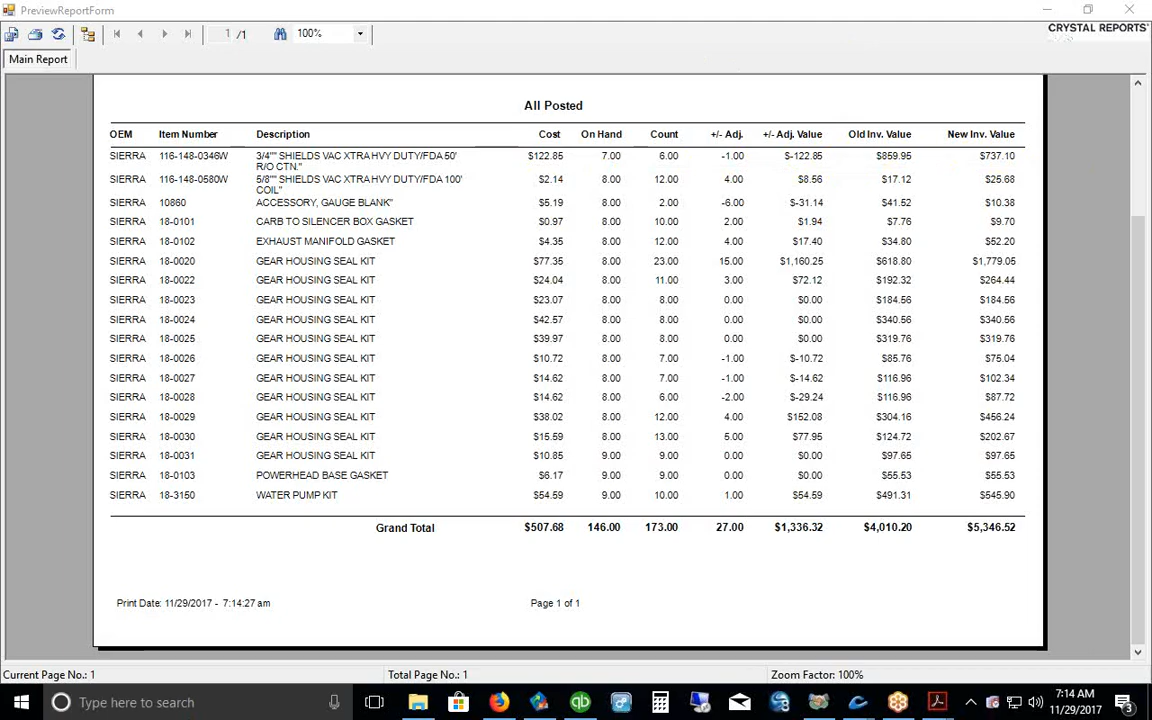 PreviewReportForm
1 /1 100% CRYSTAL REPORTS
Main Report
All Posted
OEM Item Number Description Cost On Hand Count +/- Adj. +/- Adj. Value Old Inv. Value New Inv. Value
SIERRA 116-148-0346W 3/4"" SHIELDS VAC XTRAHVY DUTY/FDA 50' $122.85 7.00 6.00 -1.00 $-122.85 $859.95 $737.10
R/O CTN."
SIERRA 116-148-0580W 5/8"" SHIELDS VAC XTRAHVY DUTY/FDA 100' $2.14 8.00 12.00 4.00 $8.56 $17.12 $25.68
COIL"
SIERRA 10860 ACCESSORY, GAUGE BLANK" $5.19 8.00 2.00 -6.00 $-31.14 $41.52 $10.38
SIERRA 18-0101 CARB TO SILENCER BOX GASKET $0.97 8.00 10.00 2.00 $1.94 $7.76 $9.70
SIERRA 18-0102 EXHAUST MANIFOLD GASKET $4.35 8.00 12.00 4.00 $17.40 $34.80 $52.20
SIERRA 18-0020 GEAR HOUSING SEAL KIT $77.35 8.00 23.00 15.00 $1,160.25 $618.80 $1,779.05
SIERRA 18-0022 GEAR HOUSING SEAL KIT $24.04 8.00 11.00 3.00 $72.12 $192.32 $264.44
SIERRA 18-0023 GEAR HOUSING SEAL KIT $23.07 8.00 8.00 0.00 $0.00 $184.56 $184.56
SIERRA 18-0024 GEAR HOUSING SEAL KIT $42.57 8.00 8.00 0.00 $0.00 $340.56 $340.56
SIERRA 18-0025 GEAR HOUSING SEAL KIT $39.97 8.00 8.00 0.00 $0.00 $319.76 $319.76
SIERRA 18-0026 GEAR HOUSING SEAL KIT $10.72 8.00 7.00 -1.00 $-10.72 $85.76 $75.04
SIERRA 18-0027 GEAR HOUSING SEAL KIT $14.62 8.00 7.00 -1.00 $-14.62 $116.96 $102.34
SIERRA 18-0028 GEAR HOUSING SEAL KIT $14.62 8.00 6.00 -2.00 $-29.24 $116.96 $87.72
SIERRA 18-0029 GEAR HOUSING SEAL KIT $38.02 8.00 12.00 4.00 $152.08 $304.16 $456.24
SIERRA 18-0030 GEAR HOUSING SEAL KIT $15.59 8.00 13.00 5.00 $77.95 $124.72 $202.67
SIERRA 18-0031 GEAR HOUSING SEAL KIT $10.85 9.00 9.00 0.00 $0.00 $97.65 $97.65
SIERRA 18-0103 POWERHEAD BASE GASKET $6.17 9.00 9.00 0.00 $0.00 $55.53 $55.53
SIERRA 18-3150 WATER PUMP KIT $54.59 9.00 10.00 1.00 $54.59 $491.31 $545.90
Grand Total $507.68 146.00 173.00 27.00 $1,336.32 $4,010.20 $5,346.52
Print Date: 11/29/2017 - 7:14:27 am Page 1 of 1
Current Page No.: 1 Total Page No.: 1 Zoom Factor: 100%
Type here to search 7:14 AM
11/29/2017 3